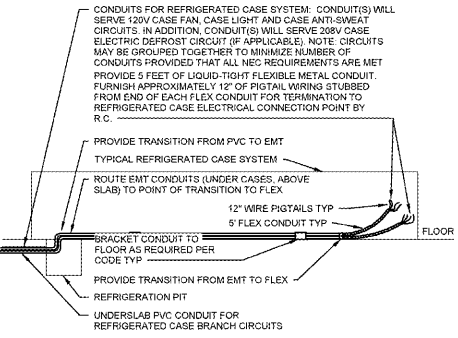 CONDUITS FOR REFRIGERATED CASE SYSTEM: CONDUIT(S) WILL
SERVE 120V CASE FAN, CASE LIGHT AND CASE ANTI-SWEAT
CIRCUITS. IN ADDITION, CONDUIT(S) WILL SERVE 208V CASE
ELECTRIC DEFROST CIRCUIT (IF APPLICABLE). NOTE: CIRCUITS
MAY BE GROUPED TOGETHER TO MINIMIZE NUMBER OF
CONDUITS PROVIDED THAT ALL NEC REQUIREMENTS ARE MET
PROVIDE 5 FEET OF LIQUID-TIGHT FLEXIBLE METAL CONDUIT.
FURNISH APPROXIMATELY 12" OF PIGTAIL WIRING STUBBED
FROM END OF EACH FLEX CONDUIT FOR TERMINATION TO
REFRIGERATED CASE ELECTRICAL CONNECTION POINT BY
R.C.
PROVIDE TRANSITION FROM PVC TO EMT
TYPICAL REFRIGERATED CASE SYSTEM
ROUTE EMT CONDUITS (UNDER CASES, ABOVE
SLAB) TO POINT OF TRANSITION TO FLEX
12" WIRE PIGTAILS TYP
5' FLEX CONDUIT TYP
FLOOR
BRACKET CONDUIT TO
FLOOR AS REQUIRED PER
CODE TYP
PROVIDE TRANSITION FROM EMT TO FLEX
REFRIGERATION PIT
UNDERSLAB PVC CONDUIT FOR
REFRIGERATED CASE BRANCH CIRCUITS